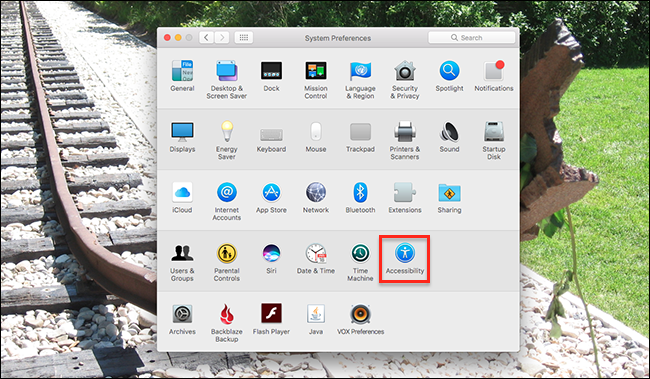 System Preferences
Search
General
Desktop & Screen Saver
Dock
Mission Control
Language & Region
Security & Privacy
Spotlight
Notifications
Displays
Energy Saver
Keyboard
Mouse
Trackpad
Printers & Scanners
Sound
Startup Disk
iCloud
Internet Accounts
App Store
Network
Bluetooth
Extensions
Sharing
Users & Groups
Parental Controls
Siri
Date & Time
Time Machine
Accessibility
Archives
Backblaze Backup
Flash Player
Java
VOX Preferences